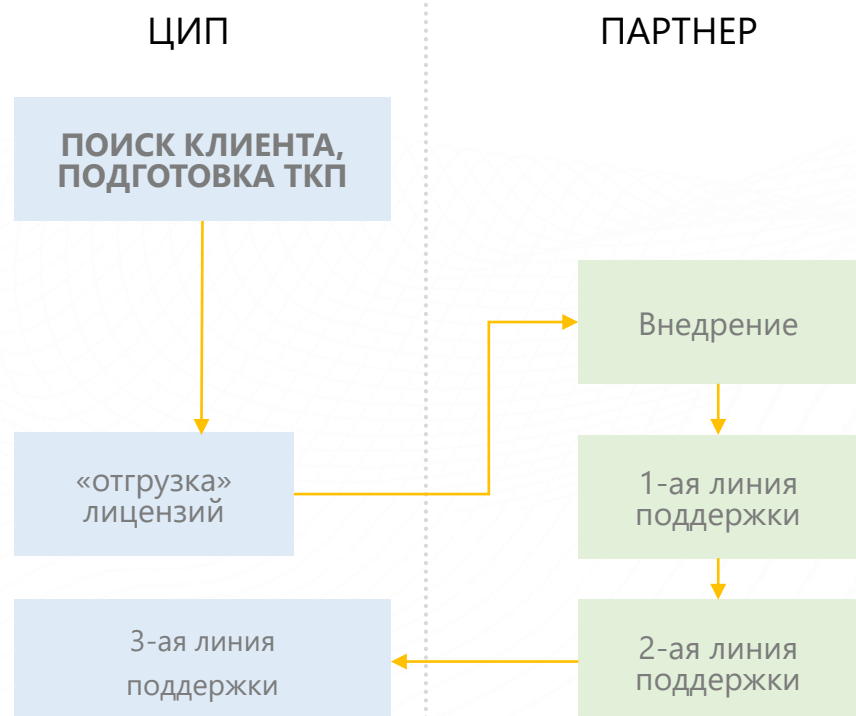 ЦИП
ПАРТНЕР
ПОИСК КЛИЕНТА,
ПОДГОТОВКА ТКП
Внедрение
«отгрузка»
лицензий
1-ая линия
поддержки
3-ая линия
поддержки
2-ая линия
поддержки